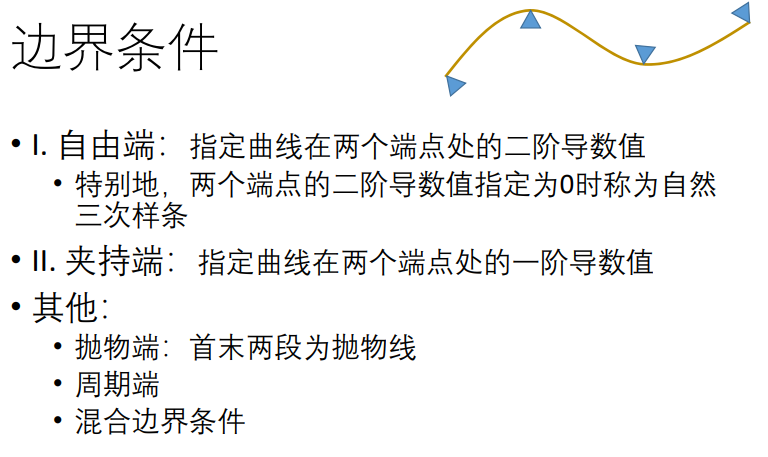 边界条件
• I. 自由端：指定曲线在两个端点处的二阶导数值
• 特别地，两个端点的二阶导数值指定为0时称为自然
三次样条
• II. 夹持端：指定曲线在两个端点处的一阶导数值
• 其他：
• 抛物端：首末两段为抛物线
• 周期端
• 混合边界条件